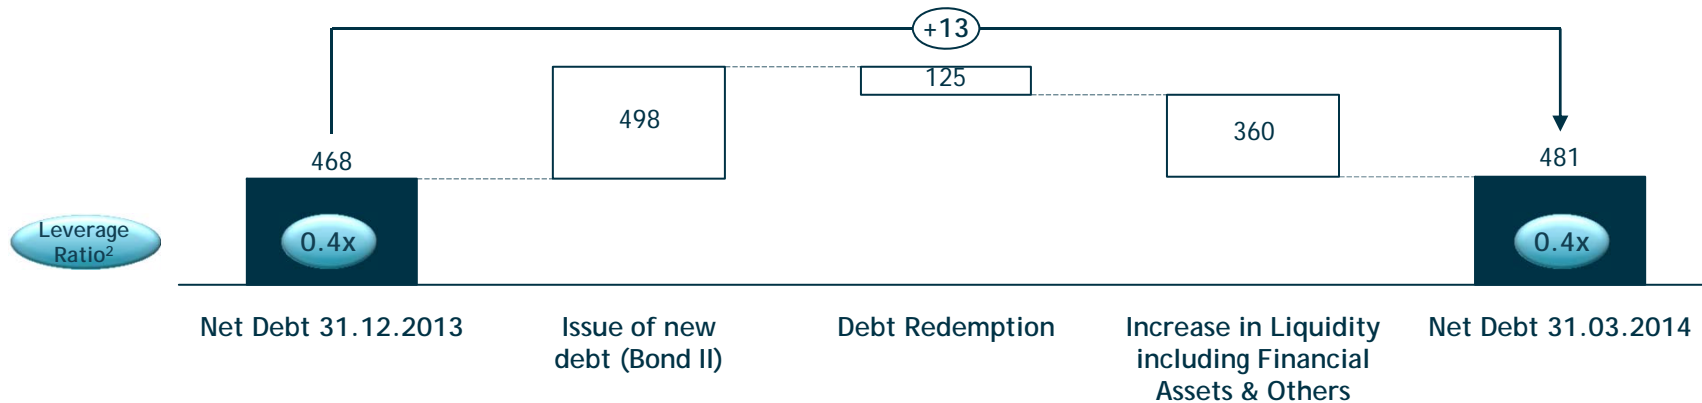 +13
125
498
360
468
481
Leverage
Ratio²
0.4x
0.4x
Net Debt 31.12.2013
Issue of new
debt (Bond II)
Debt Redemption
Increase in Liquidity
including Financial
Assets & Others
Net Debt 31.03.2014